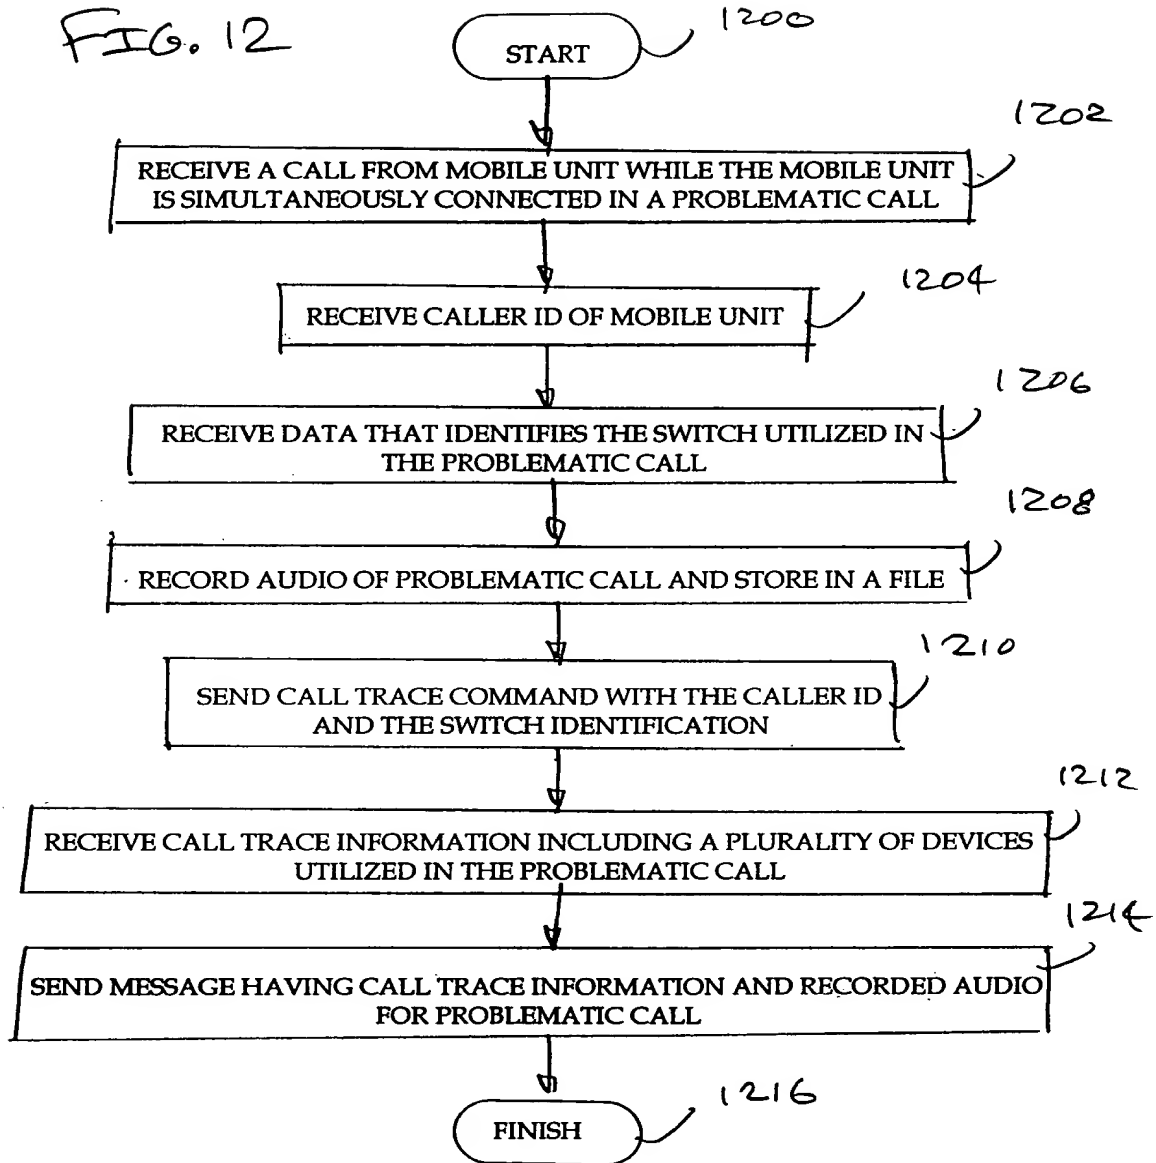 FIG. 12
1200
START
1202
RECEIVE A CALL FROM MOBILE UNIT WHILE THE MOBILE UNIT
IS SIMULTANEOUSLY CONNECTED IN A PROBLEMATIC CALL
1204
RECEIVE CALLER ID OF MOBILE UNIT
1206
RECEIVE DATA THAT IDENTIFIES THE SWITCH UTILIZED IN
THE PROBLEMATIC CALL
1208
RECORD AUDIO OF PROBLEMATIC CALL AND STORE IN A FILE
1210
SEND CALL TRACE COMMAND WITH THE CALLER ID
AND THE SWITCH IDENTIFICATION
1212
RECEIVE CALL TRACE INFORMATION INCLUDING A PLURALITY OF DEVICES
UTILIZED IN THE PROBLEMATIC CALL
1214
SEND MESSAGE HAVING CALL TRACE INFORMATION AND RECORDED AUDIO
FOR PROBLEMATIC CALL
1216
FINISH